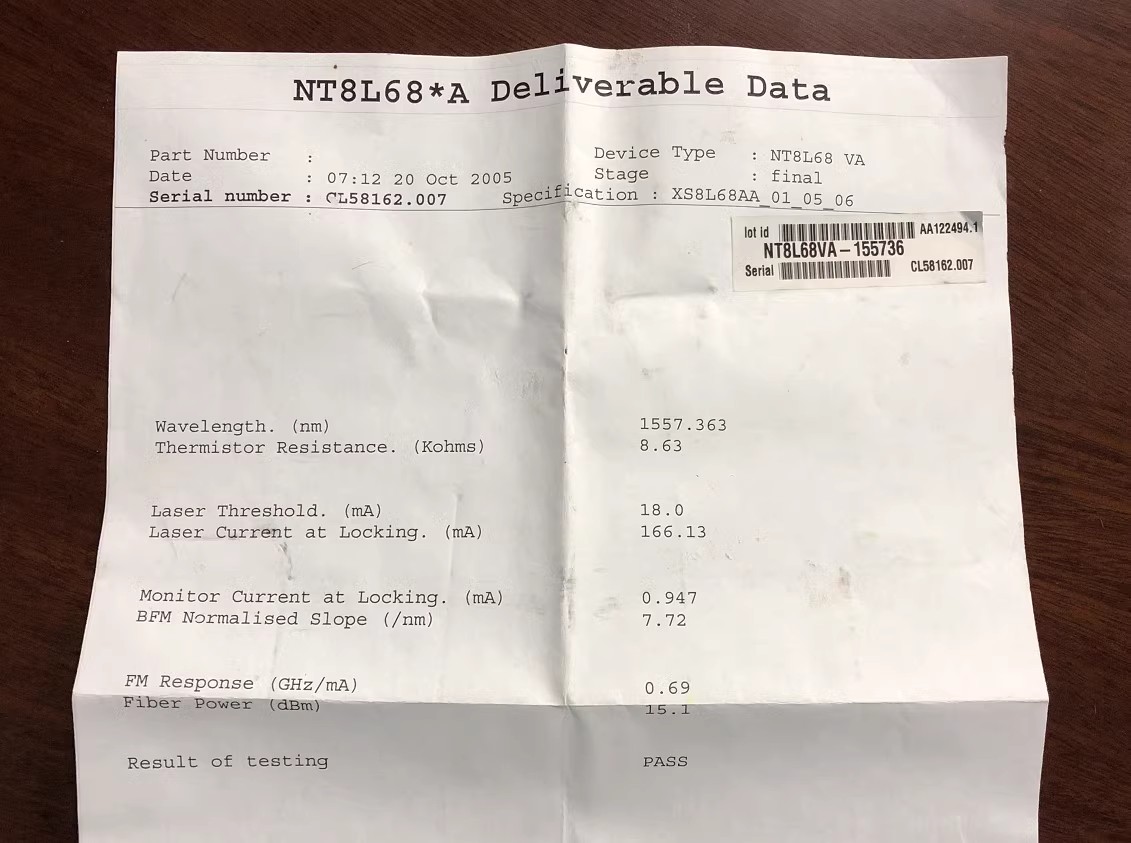 NT8L68*A Deliverable Data
Part Number :
Device Type : NT8L68 VA
Date : 07:12 20 Oct 2005
Stage : final
Serial number : CL58162.007
Specification : XS8L68AA_01_05_06
lot id AA122494.1
NT8L68VA-155736
Serial CL58162.007
Wavelength. (nm) 1557.363
Thermistor Resistance. (Kohms) 8.63
Laser Threshold. (mA) 18.0
Laser Current at Locking. (mA) 166.13
Monitor Current at Locking. (mA) 0.947
BFM Normalised Slope (/nm) 7.72
FM Response (GHz/mA) 0.69
Fiber Power (dBm) 15.1
Result of testing PASS